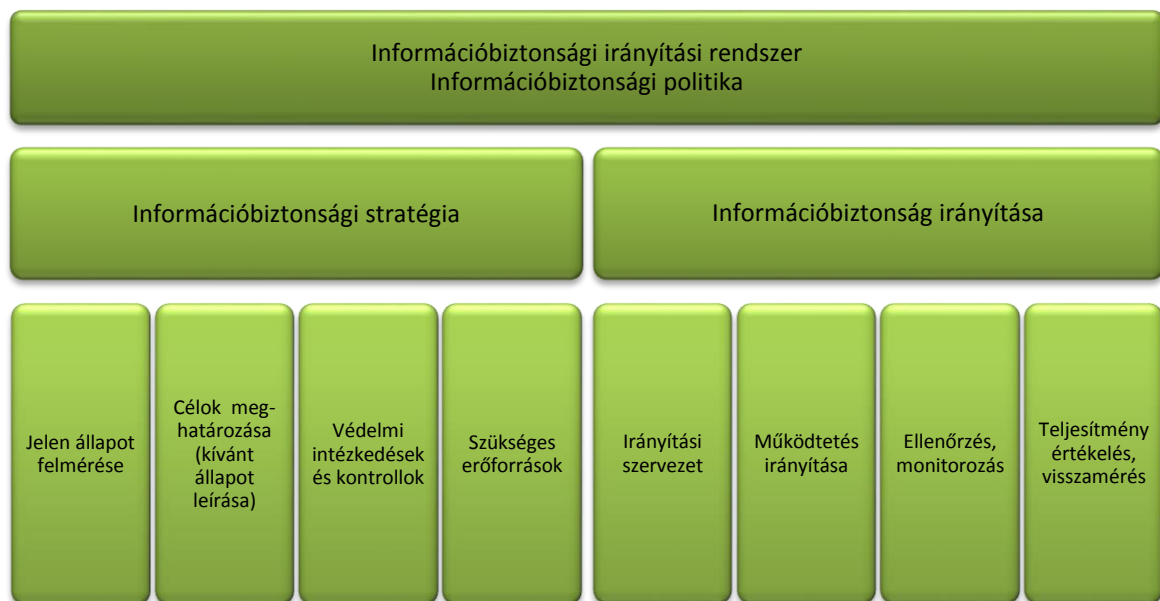 Információbiztonsági irányítási rendszer
Információbiztonsági politika
Információbiztonsági stratégia
Információbiztonság irányítása
Jelen állapot
felmérése
Célok meg-
határozása
(kívánt
állapot
leírása)
Védelmi
intézkedések
és kontrollok
Szükséges
erőforrások
Irányítási
szervezet
Működtetés
irányítása
Ellenőrzés,
monitorozás
Teljesítmény
értékelés,
visszamérés